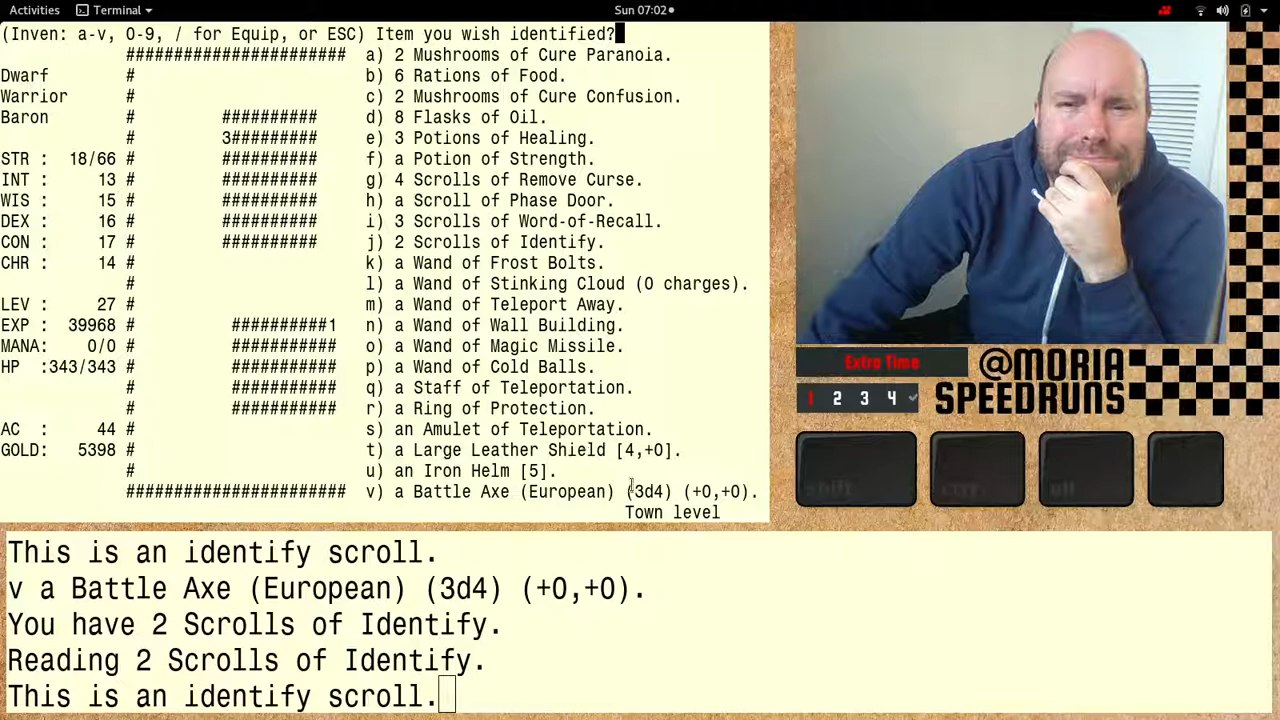 Activities Terminal Sun 07:02
(Inven: a-v, 0-9, / for Equip, or ESC) Item you wish identified?
####################### a) 2 Mushrooms of Cure Paranoia.
Dwarf # b) 6 Rations of Food.
Warrior # c) 2 Mushrooms of Cure Confusion.
Baron # ########## d) 8 Flasks of Oil.
# 3######### e) 3 Potions of Healing.
STR : 18/66 # ########## f) a Potion of Strength.
INT : 13 # ########## g) 4 Scrolls of Remove Curse.
WIS : 15 # ########## h) a Scroll of Phase Door.
DEX : 16 # ########## i) 3 Scrolls of Word-of-Recall.
CON : 17 # ########## j) 2 Scrolls of Identify.
CHR : 14 # k) a Wand of Frost Bolts.
# l) a Wand of Stinking Cloud (0 charges).
LEV : 27 # m) a Wand of Teleport Away.
EXP : 39968 # ##########1 n) a Wand of Wall Building.
MANA: 0/0 # ########### o) a Wand of Magic Missile.
HP :343/343 # ########### p) a Wand of Cold Balls.
# ########### q) a Staff of Teleportation.
# ########### r) a Ring of Protection.
AC : 44 # s) an Amulet of Teleportation.
GOLD: 5398 # t) a Large Leather Shield [4,+0].
# u) an Iron Helm [5].
####################### v) a Battle Axe (European) (3d4) (+0,+0).
Town level
This is an identify scroll.
v a Battle Axe (European) (3d4) (+0,+0).
You have 2 Scrolls of Identify.
Reading 2 Scrolls of Identify.
This is an identify scroll.
Extro Time
1 2 3 4
@MORIA
SPEEDRUNS
shift
alt